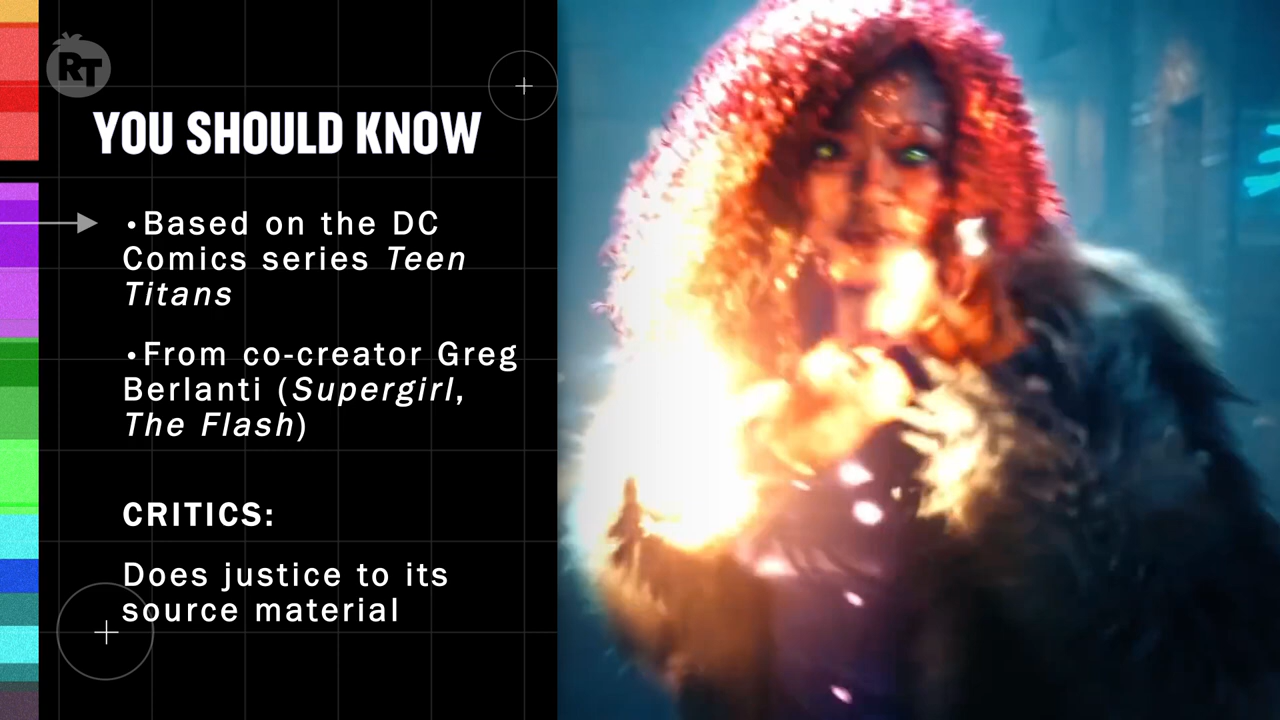 RT
YOU SHOULD KNOW
•Based on the DC
Comics series Teen
Titans
•From co-creator Greg
Berlanti (Supergirl,
The Flash)
CRITICS:
Does justice to its
source material